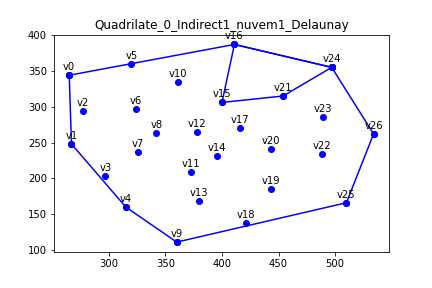 Quadrilate_0_Indirect1_nuvem1_Delaunay
v16
400
v5
v24
v0
350
v10
v21
v15
v2
v6
300
v23
v17
v12
v8
v26
250
v1
v7
v14
v20
v22
v11
v3
200
v19
v13
v4
v25
150
v18
v9
100
300
350
400
450
500